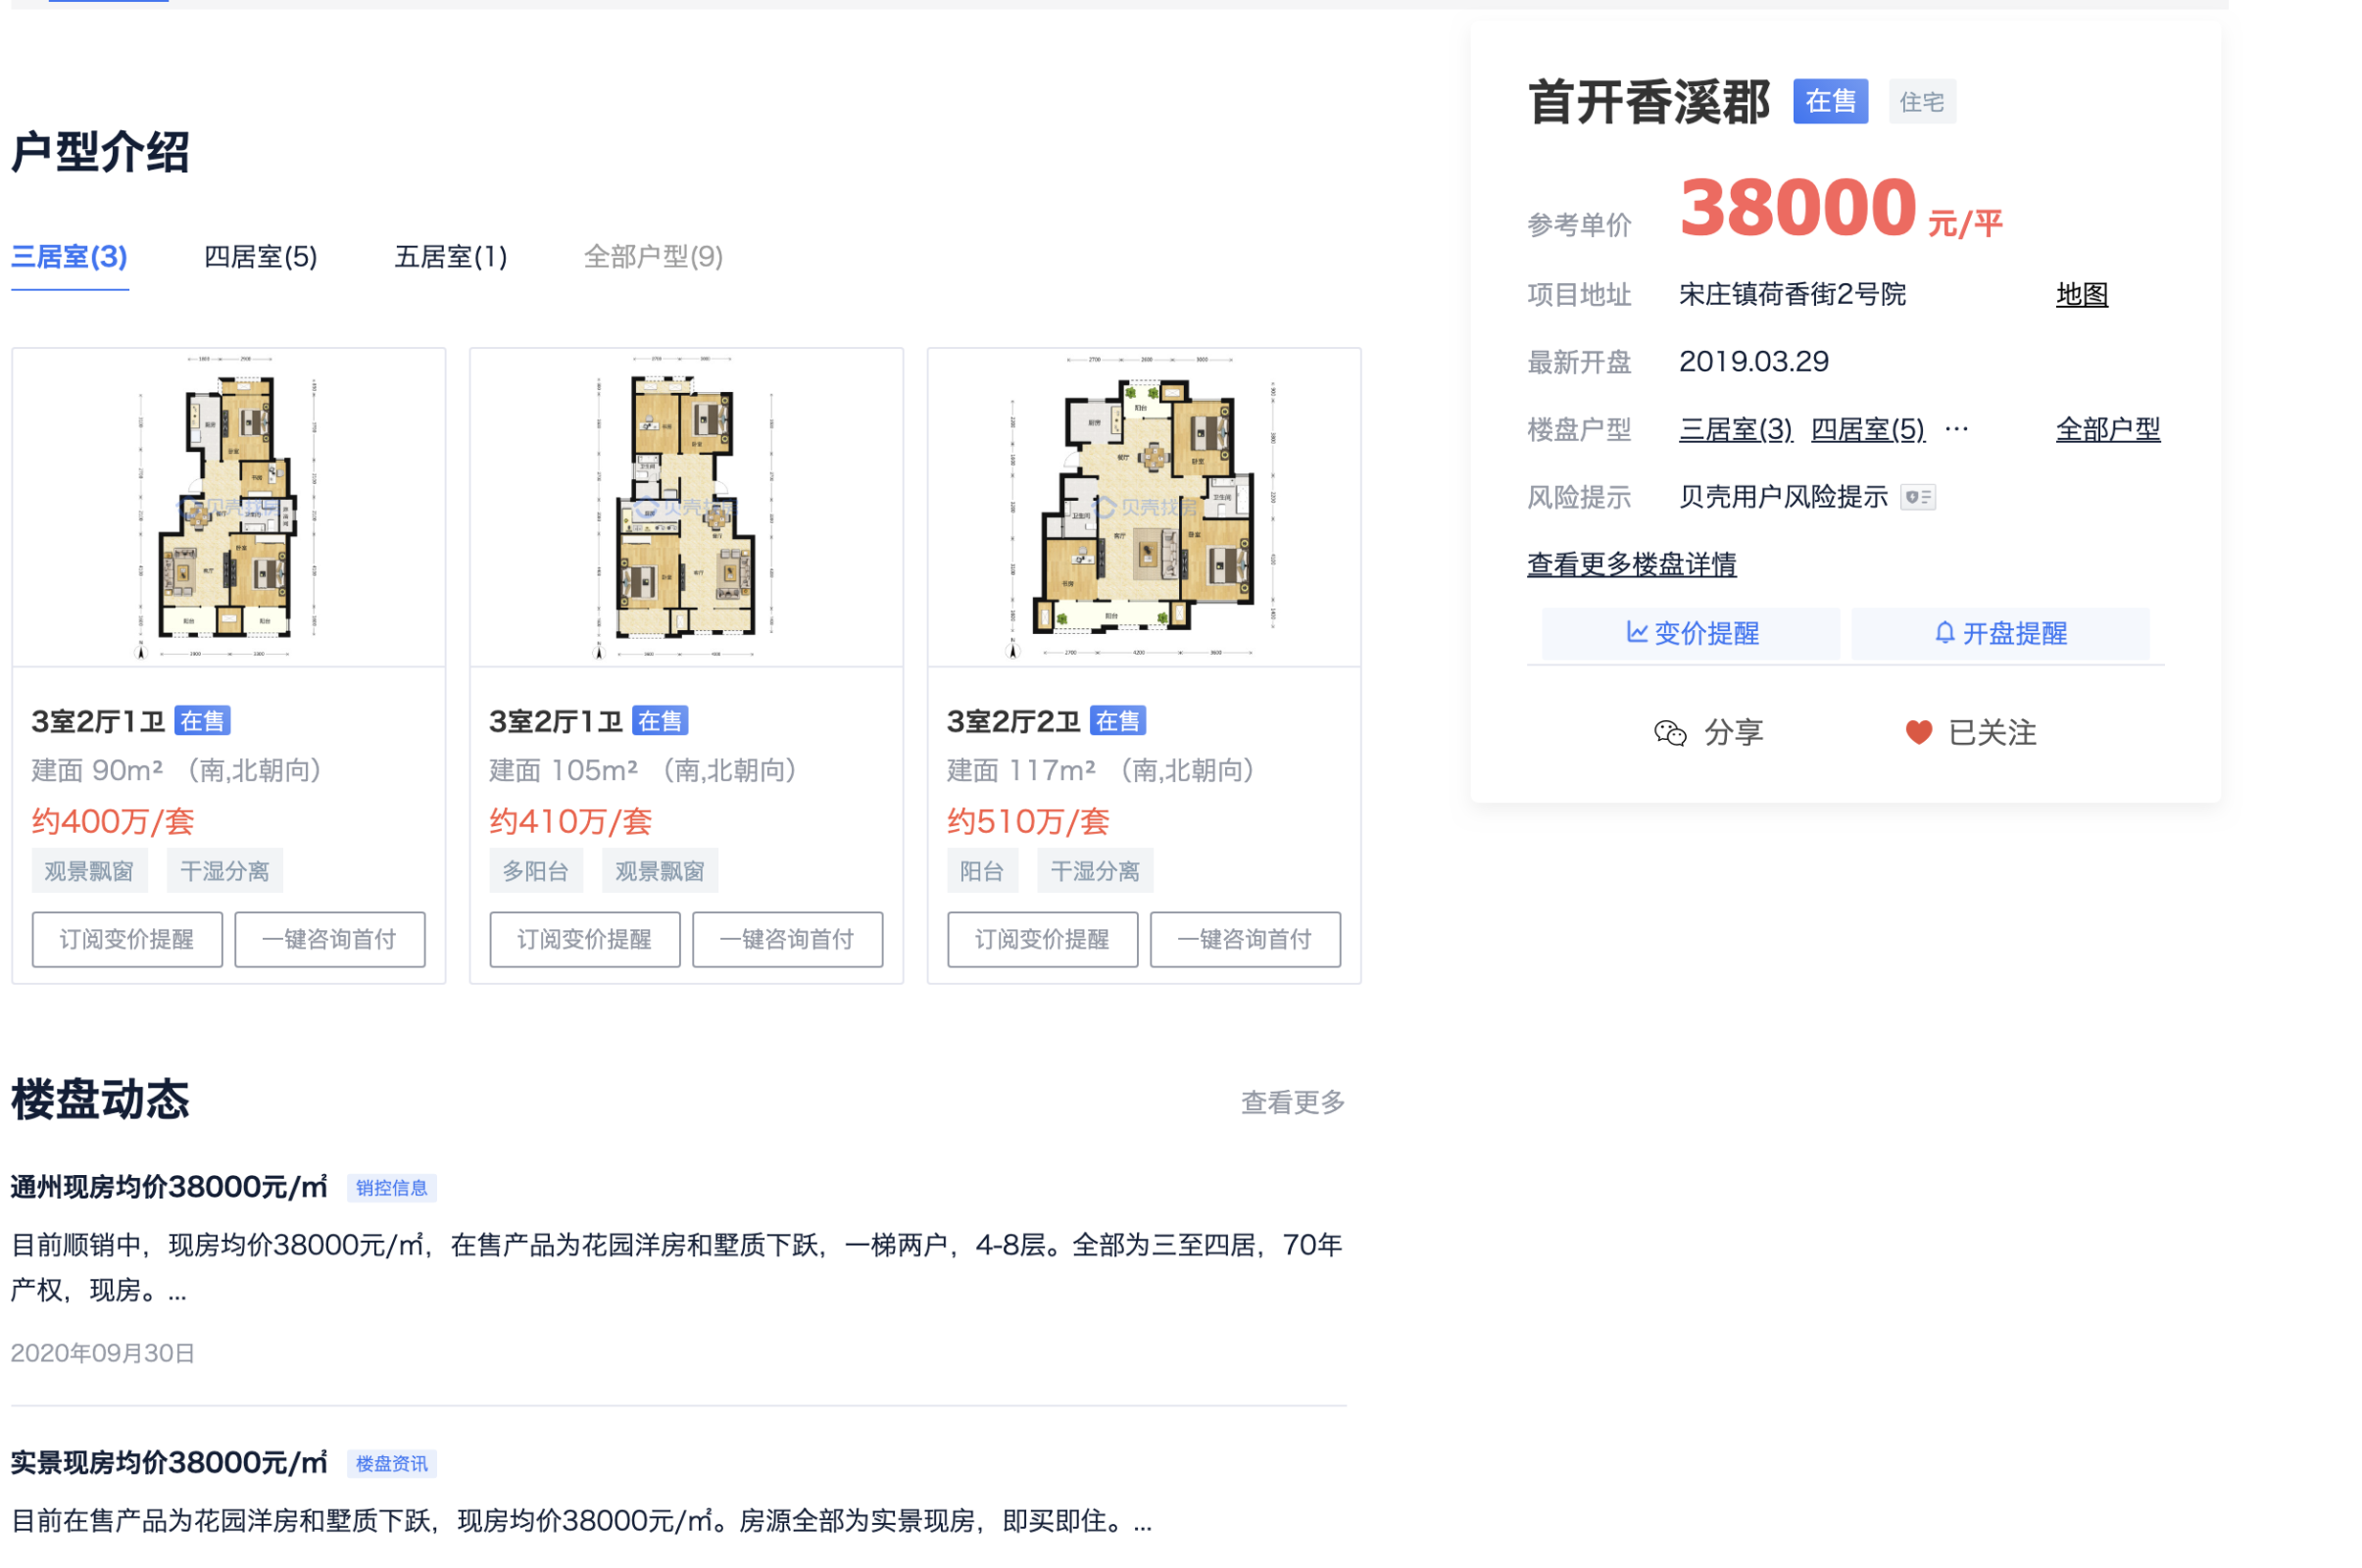 户型介绍
三居室(3) 四居室(5) 五居室(1) 全部户型(9)
贝壳找房
贝壳找房
贝壳找房
3室2厅1卫 在售
建面 90m² （南,北朝向）
约400万/套
观景飘窗 干湿分离
订阅变价提醒 一键咨询首付
3室2厅1卫 在售
建面 105m² （南,北朝向）
约410万/套
多阳台 观景飘窗
订阅变价提醒 一键咨询首付
3室2厅2卫 在售
建面 117m² （南,北朝向）
约510万/套
阳台 干湿分离
订阅变价提醒 一键咨询首付
楼盘动态 查看更多
通州现房均价38000元/㎡ 销控信息
目前顺销中，现房均价38000元/㎡，在售产品为花园洋房和墅质下跃，一梯两户，4-8层。全部为三至四居，70年
产权，现房。...
2020年09月30日
实景现房均价38000元/㎡ 楼盘资讯
目前在售产品为花园洋房和墅质下跃，现房均价38000元/㎡。房源全部为实景现房，即买即住。...
首开香溪郡 在售 住宅
参考单价 38000 元/平
项目地址 宋庄镇荷香街2号院 地图
最新开盘 2019.03.29
楼盘户型 三居室(3) 四居室(5) ··· 全部户型
风险提示 贝壳用户风险提示
查看更多楼盘详情
变价提醒 开盘提醒
分享 已关注